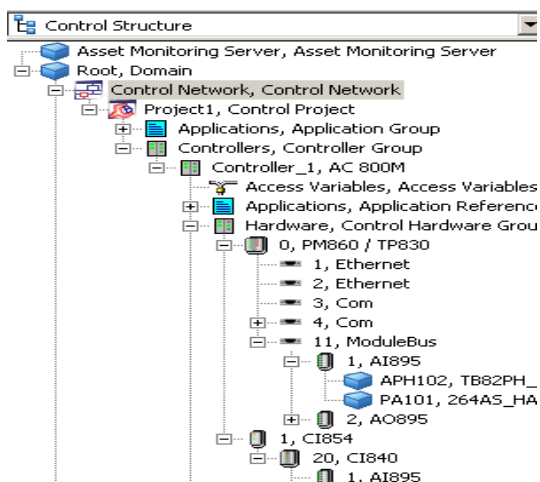 Control Structure
Asset Monitoring Server, Asset Monitoring Server
Root, Domain
Control Network, Control Network
Project1, Control Project
Applications, Application Group
Controllers, Controller Group
Controller_1, AC 800M
Access Variables, Access Variables
Applications, Application Reference
Hardware, Control Hardware Grou
0, PM860 / TP830
1, Ethernet
2, Ethernet
3, Com
4, Com
11, ModuleBus
1, AI895
APH102, TB82PH_
PA101, 264AS_HA
2, AO895
1, CI854
20, CI840
1, AI895